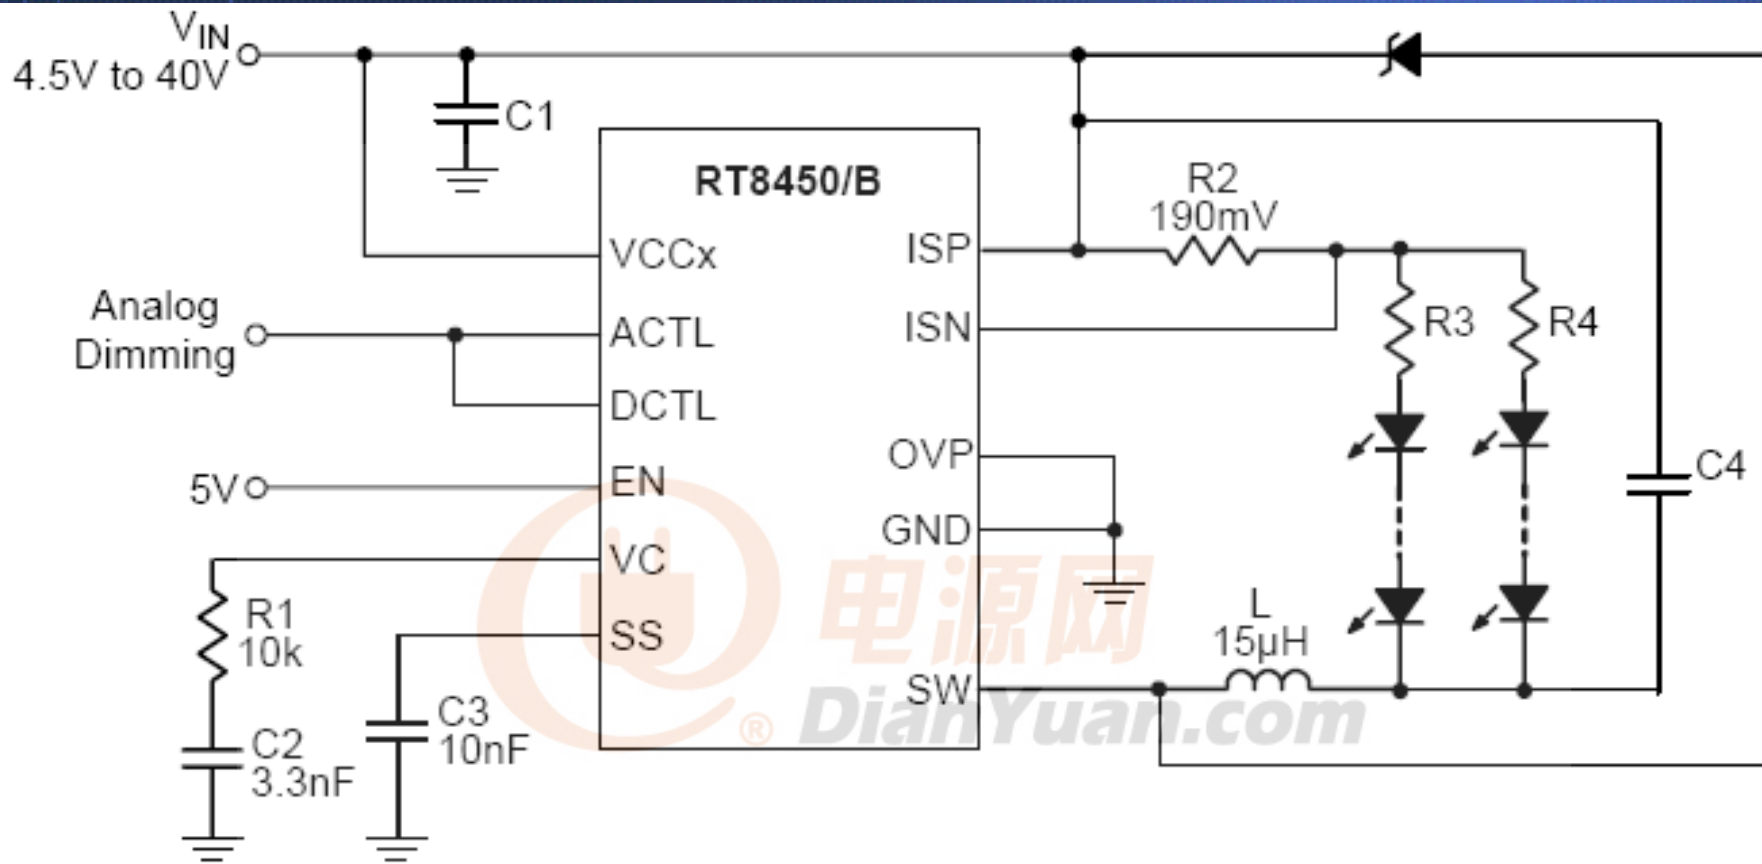 VIN
4.5V to 40V
C1
RT8450/B
R2
190mV
VCCx
ISP
Analog
Dimming
ACTL
ISN
R3
R4
DCTL
OVP
C4
5V
EN
GND
VC
电源网
R1
10k
SS
L
15µH
SW
® DianYuan.com
C3
10nF
C2
3.3nF